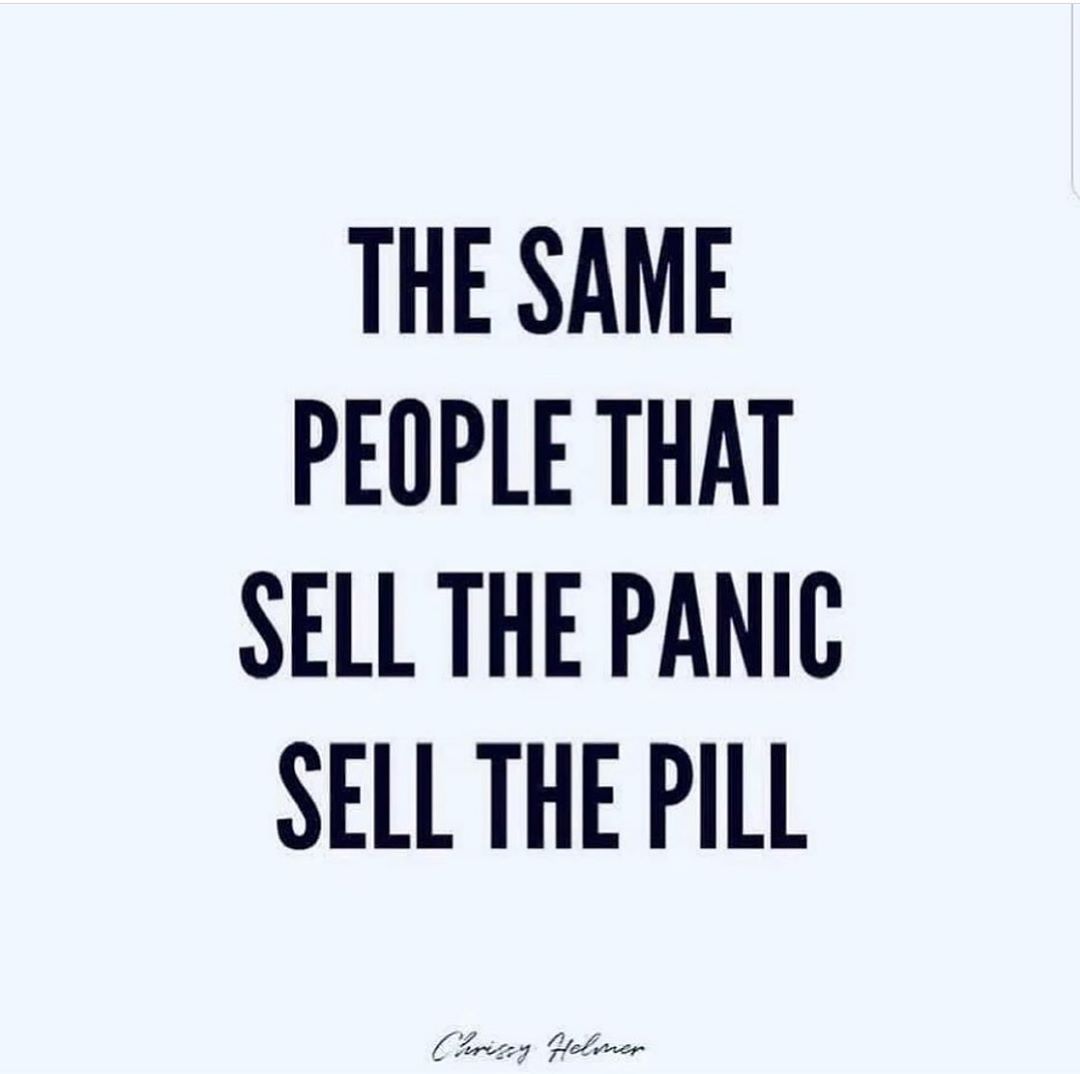 THE SAME
PEOPLE THAT
SELL THE PANIC
SELL THE PILL
Chrissy Helmer